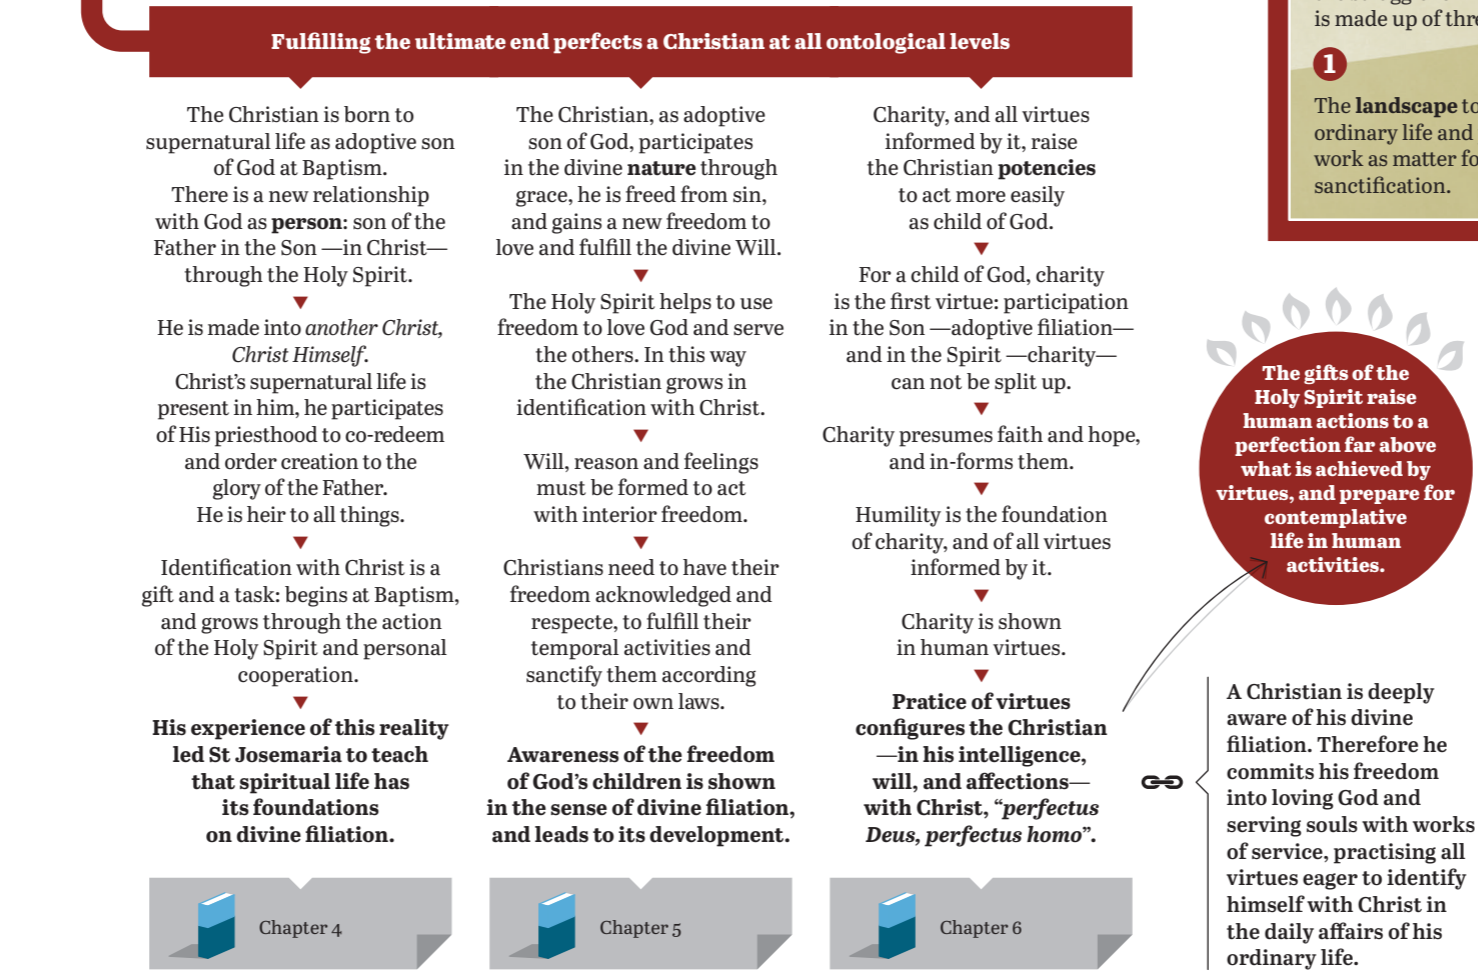 Fulfilling the ultimate end perfects a Christian at all ontological levels
The Christian is born to
supernatural life as adoptive son
of God at Baptism.
There is a new relationship
with God as person: son of the
Father in the Son —in Christ—
through the Holy Spirit.
He is made into another Christ,
Christ Himself.
Christ's supernatural life is
present in him, he participates
of His priesthood to co-redeem
and order creation to the
glory of the Father.
He is heir to all things.
Identification with Christ is a
gift and a task: begins at Baptism,
and grows through the action
of the Holy Spirit and personal
cooperation.
His experience of this reality
led St Josemaria to teach
that spiritual life has
its foundations
on divine filiation.
Chapter 4
The Christian, as adoptive
son of God, participates
in the divine nature through
grace, he is freed from sin,
and gains a new freedom to
love and fulfill the divine Will.
The Holy Spirit helps to use
freedom to love God and serve
the others. In this way
the Christian grows in
identification with Christ.
Will, reason and feelings
must be formed to act
with interior freedom.
Christians need to have their
freedom acknowledged and
respecte, to fulfill their
temporal activities and
sanctify them according
to their own laws.
Awareness of the freedom
of God's children is shown
in the sense of divine filiation,
and leads to its development.
Chapter 5
Charity, and all virtues
informed by it, raise
the Christian potencies
to act more easily
as child of God.
For a child of God, charity
is the first virtue: participation
in the Son —adoptive filiation—
and in the Spirit —charity—
can not be split up.
Charity presumes faith and hope,
and in-forms them.
Humility is the foundation
of charity, and of all virtues
informed by it.
Charity is shown
in human virtues.
Pratice of virtues
configures the Christian
—in his intelligence,
will, and affections—
with Christ, “perfectus
Deus, perfectus homo”.
Chapter 6
is made up of thre
1
The landscape to
ordinary life and
work as matter fo
sanctification.
The gifts of the
Holy Spirit raise
human actions to a
perfection far above
what is achieved by
virtues, and prepare for
contemplative
life in human
activities.
A Christian is deeply
aware of his divine
filiation. Therefore he
commits his freedom
into loving God and
serving souls with works
of service, practising all
virtues eager to identify
himself with Christ in
the daily affairs of his
ordinary life.